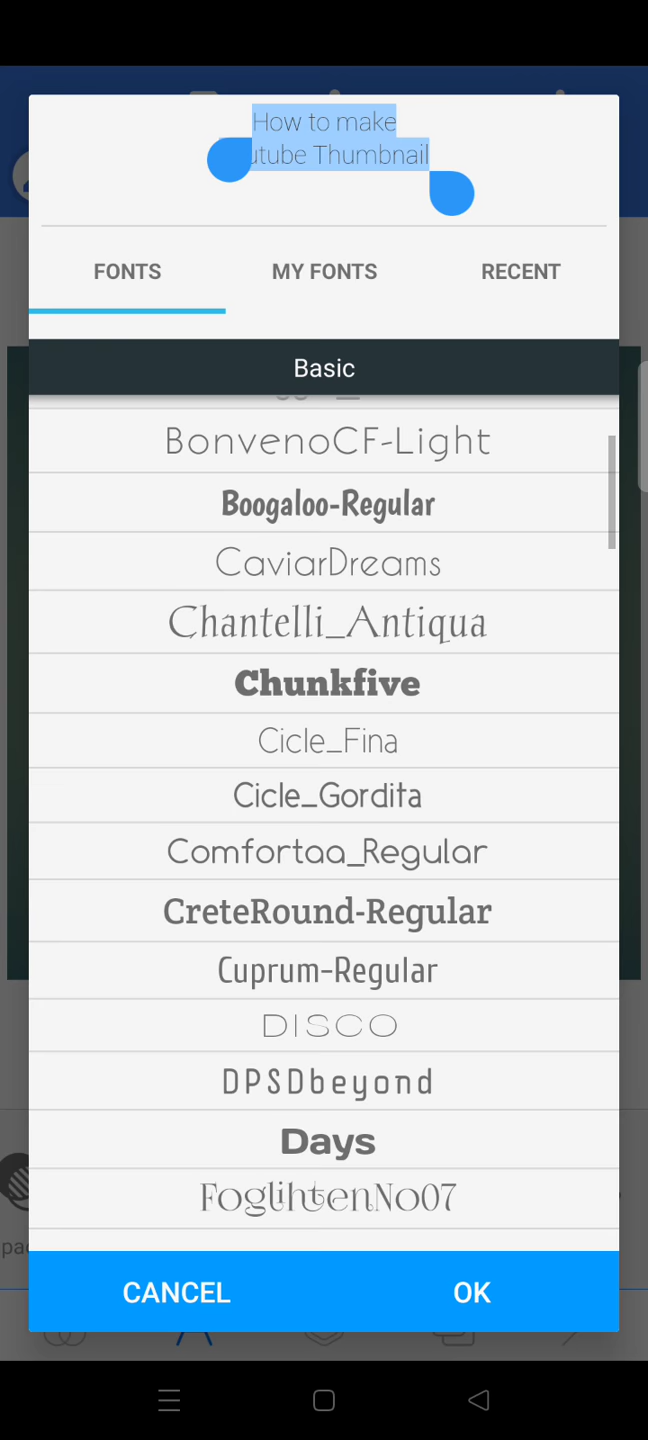 How to make
utube Thumbnail
FONTS
MY FONTS
RECENT
Basic
BonvenoCF-Light
Boogaloo-Regular
CaviarDreams
Chantelli_Antiqua
Chunkfive
Cicle_Fina
Cicle_Gordita
Comfortaa_Regular
CreteRound-Regular
Cuprum-Regular
DISCO
DPSDbeyond
Days
FoglihtenNo07
CANCEL
OK